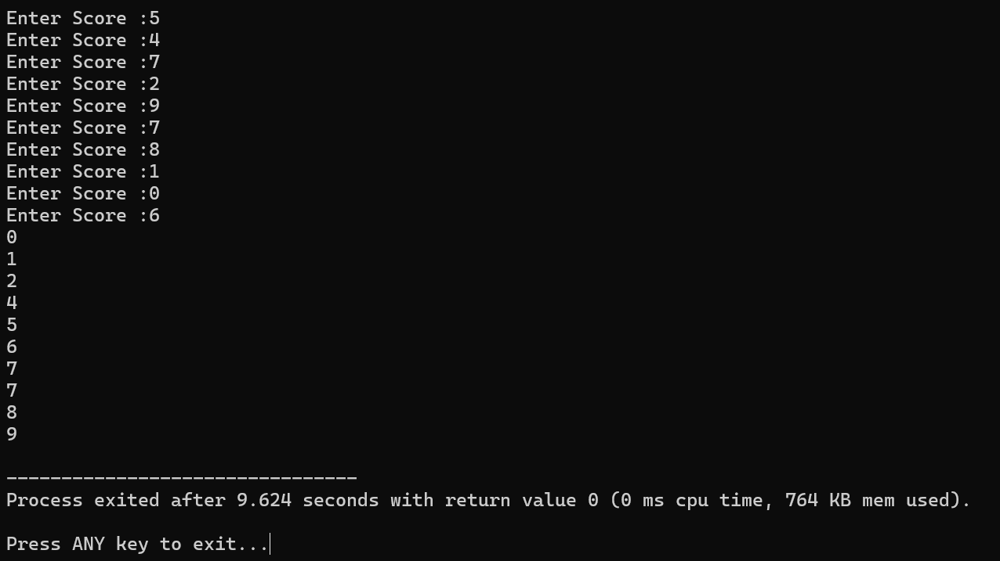 Enter Score :5
Enter Score :4
Enter Score :7
Enter Score :2
Enter Score :9
Enter Score :7
Enter Score :8
Enter Score :1
Enter Score :0
Enter Score :6
0
1
2
4
5
6
7
7
8
9
--------------------------------
Process exited after 9.624 seconds with return value 0 (0 ms cpu time, 764 KB mem used).
Press ANY key to exit...